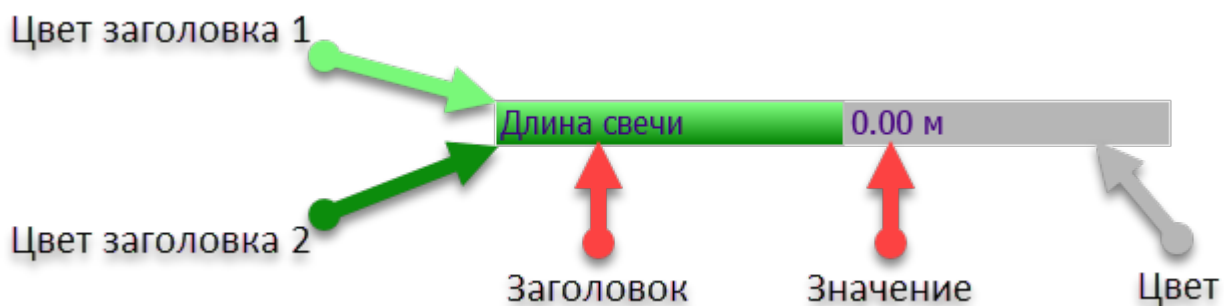 Цвет заголовка 1
Длина свечи 0.00 м
Цвет заголовка 2
Заголовок Значение Цвет